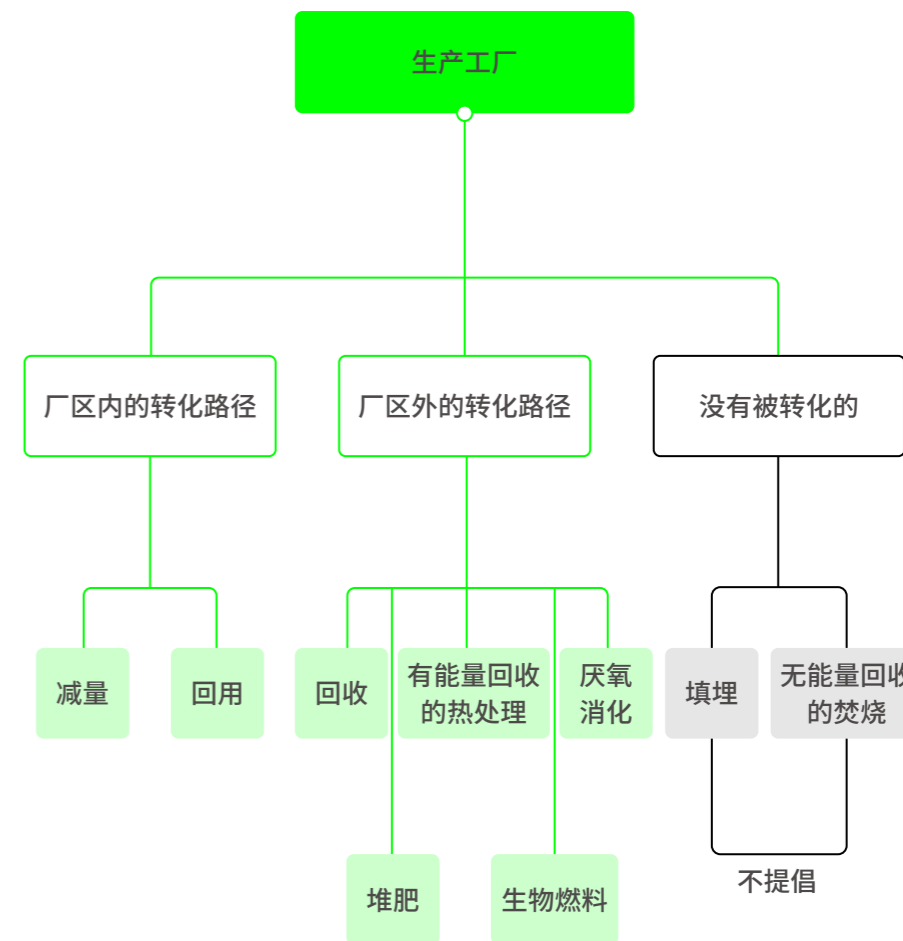 生产工厂
厂区内的转化路径
厂区外的转化路径
没有被转化的
减量
回用
回收
有能量回收
的热处理
厌氧
消化
填埋
无能量回收
的焚烧
堆肥
生物燃料
不提倡